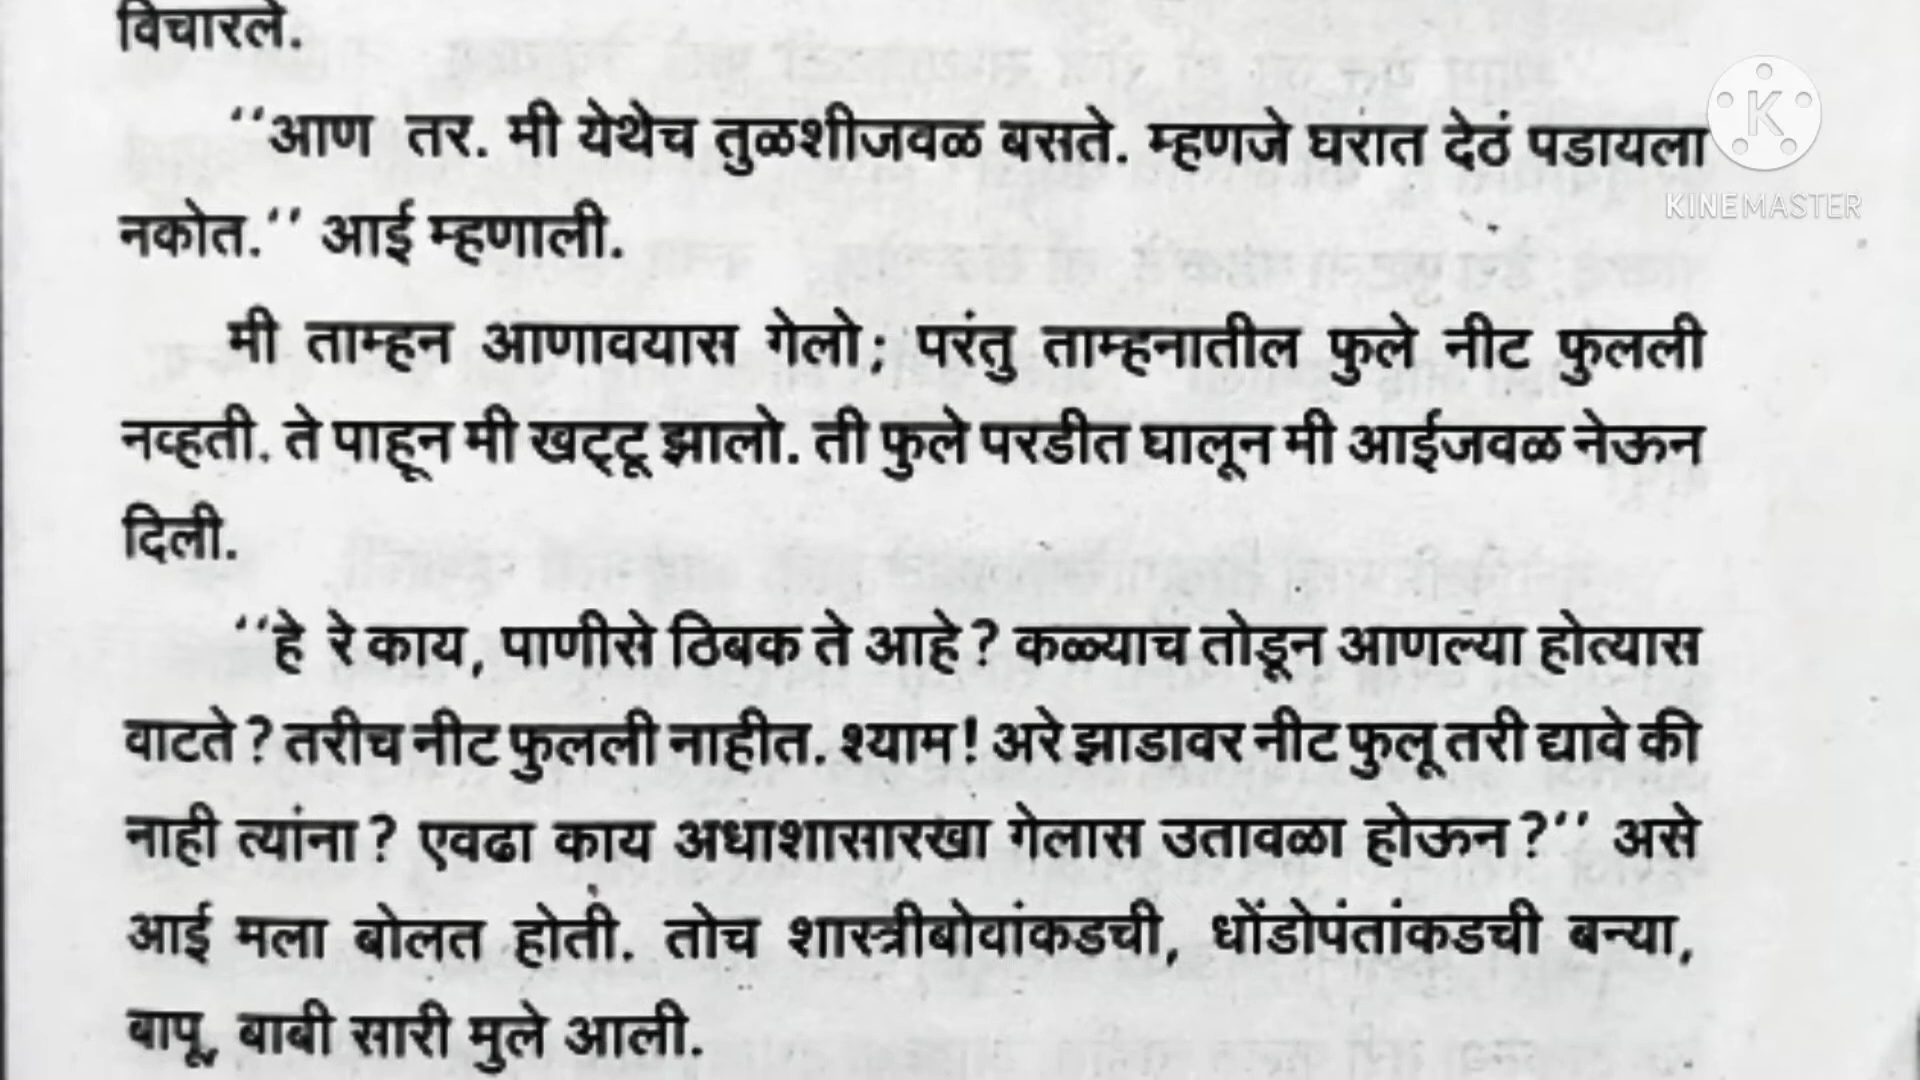 विचारले.
‘‘आण तर. मी येथेच तुळशीजवळ बसते. म्हणजे घरात देठं पडायला
नकोत.’’ आई म्हणाली.
मी ताम्हन आणावयास गेलो; परंतु ताम्हनातील फुले नीट फुलली
नव्हती. ते पाहून मी खट्टू झालो. ती फुले परडीत घालून मी आईजवळ नेऊन
दिली.
‘‘हे रे काय, पाणीसे ठिबक ते आहे? कळ्याच तोडून आणल्या होत्यास
वाटते? तरीच नीट फुलली नाहीत. श्याम! अरे झाडावर नीट फुलू तरी द्यावे की
नाही त्यांना? एवढा काय अधाशासारखा गेलास उतावळा होऊन?’’ असे
आई मला बोलत होती. तोच शास्त्रीबोवांकडची, धोंडोपंतांकडची बन्या,
बापू, बाबी सारी मुले आली.
KINEMASTER